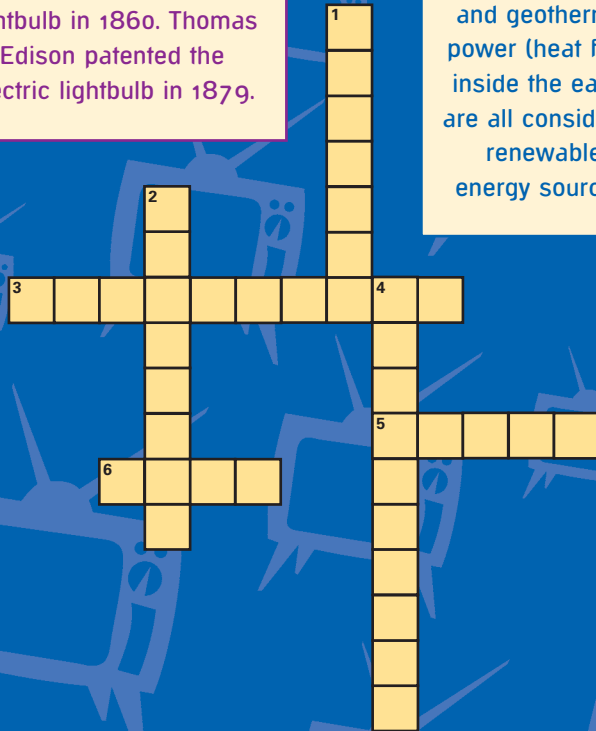 htbulb in 1860. Thomas
Edison patented the
ectric lightbulb in 1879.
and geotherm
power (heat f
inside the ea
are all consid
renewable
energy sourc
1
2
3
4
5
6